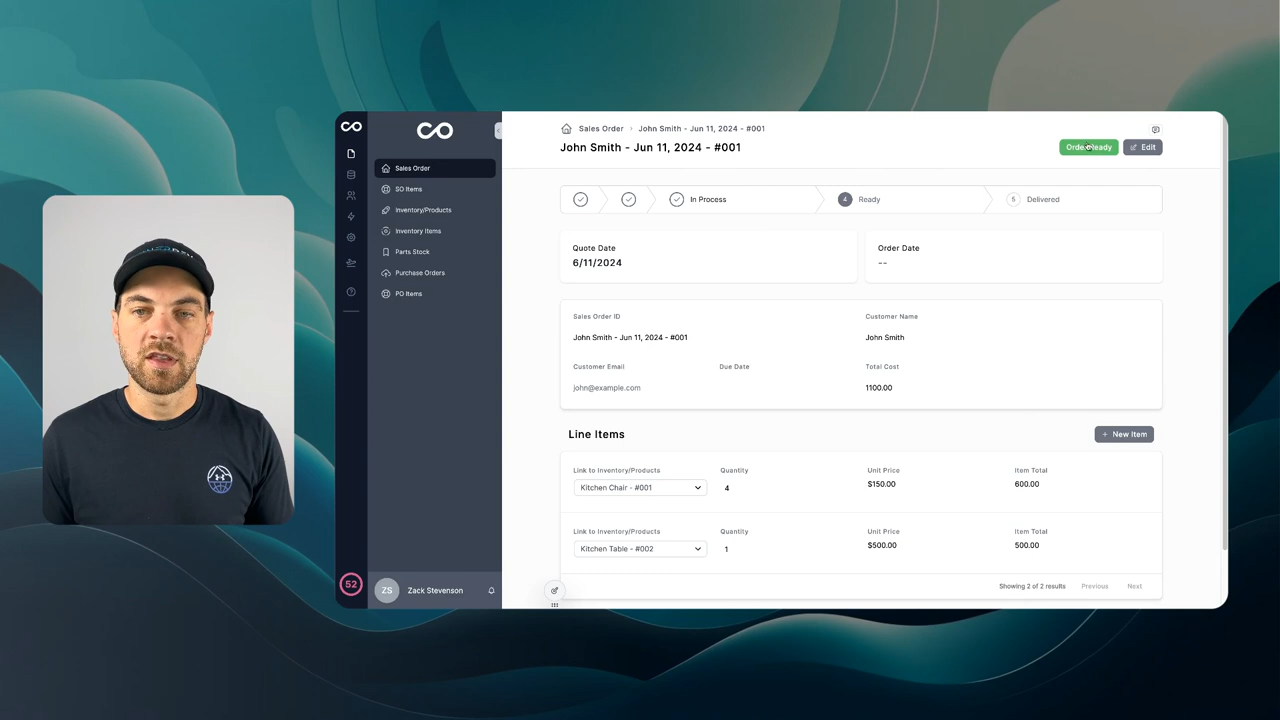 Sales Order › John Smith - Jun 11, 2024 - #001
John Smith - Jun 11, 2024 - #001
Edit
Sales Order
SO Items
Inventory/Products
Inventory Items
Parts Stock
Purchase Orders
PO Items
In Process
4 Ready
5 Delivered
Quote Date
6/11/2024
Order Date
--
Sales Order ID
John Smith - Jun 11, 2024 - #001
Customer Name
John Smith
Customer Email
john@example.com
Due Date
Total Cost
1100.00
Line Items
+ New Item
Link to Inventory/Products Quantity Unit Price Item Total
Kitchen Chair - #001 4 $150.00 600.00
Link to Inventory/Products Quantity Unit Price Item Total
Kitchen Table - #002 1 $500.00 500.00
Showing 2 of 2 results Previous Next
52
ZS Zack Stevenson